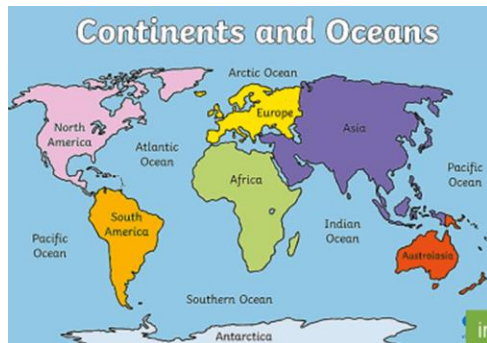 Continents and Oceans
Arctic Ocean
North
America
Europe
Asia
Atlantic
Ocean
Pacific
Ocean
Africa
South
America
Indian
Ocean
Pacific
Ocean
Australasia
Southern Ocean
Antarctica